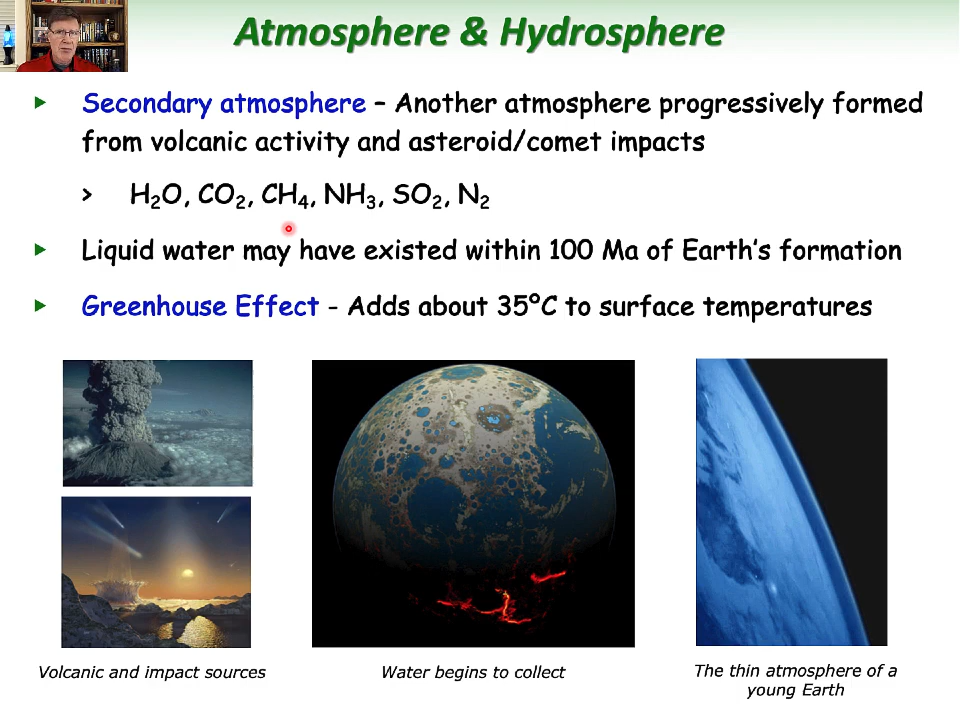 Atmosphere & Hydrosphere
Secondary atmosphere – Another atmosphere progressively formed
from volcanic activity and asteroid/comet impacts
> H₂O, CO₂, CH₄, NH₃, SO₂, N₂
Liquid water may have existed within 100 Ma of Earth's formation
Greenhouse Effect - Adds about 35ºC to surface temperatures
Volcanic and impact sources
Water begins to collect
The thin atmosphere of a
young Earth